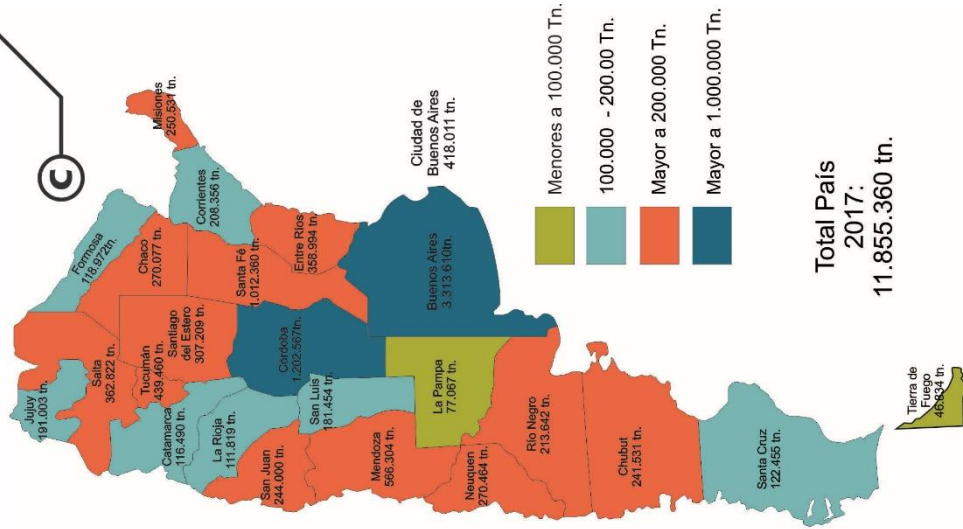 C
Misiones
250.531 tn.
Formosa
118.972tn.
Corrientes
208.356 tn.
Chaco
270.077 tn.
Jujuy
191.003 tn.
Salta
362.822 tn.
Tucumán
439.460 tn.
Santiago
del Estero
307.209 tn.
Santa Fé
1.012.360 tn.
Entre Rios
358.994 tn.
Catamarca
116.490 tn.
La Rioja
111.819 tn.
Córdoba
1.202.567tn.
San Juan
244.000 tn.
San Luis
181.454 tn.
Ciudad de
Buenos Aires
418.011 tn.
Buenos Aires
3.313.610tn.
Mendoza
566.304 tn.
La Pampa
77.067 tn.
Neuquen
270.464 tn.
Rio Negro
213.642 tn.
Chubut
241.531 tn.
Santa Cruz
122.455 tn.
Tierra de
Fuego
46.834 tn.
Menores a 100.000 Tn.
100.000 - 200.00 Tn.
Mayor a 200.000 Tn.
Mayor a 1.000.000 Tn.
Total País
2017:
11.855.360 tn.